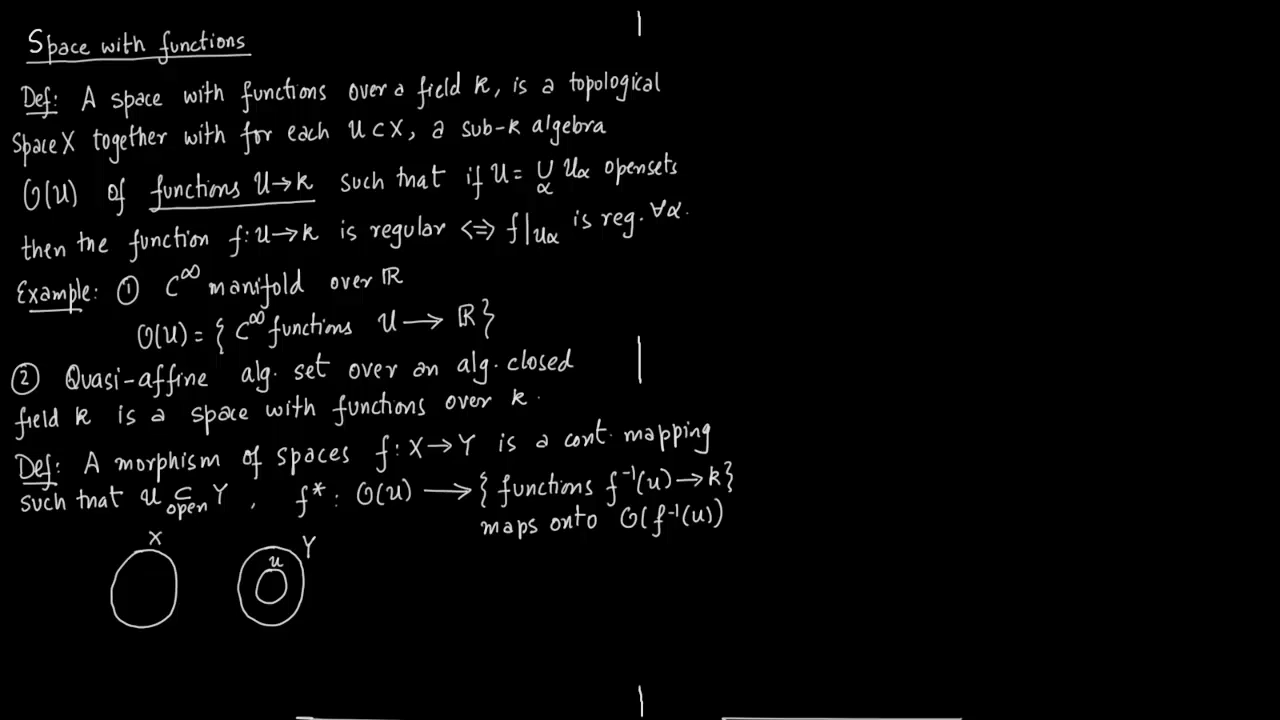 Space with functions
Def: A space with functions over a field k, is a topological
Space X together with for each U⊂X, a sub-k algebra
O(U) of functions U→k such that if U = ∪_α U_α opensets
then the function f: U→k is regular <=> f|_{Uα} is reg. ∀α.
Example: ① C^∞ manifold over ℝ
O(U) = { C^∞ functions U → ℝ}
② Quasi-affine alg. set over an alg. closed
field k is a space with functions over k.
Def: A morphism of spaces f: X→Y is a cont. mapping
such that U ⊂_{open} Y, f* : O(U) → { functions f^{-1}(u) → k}
maps onto O(f^{-1}(u))
X
Y
u